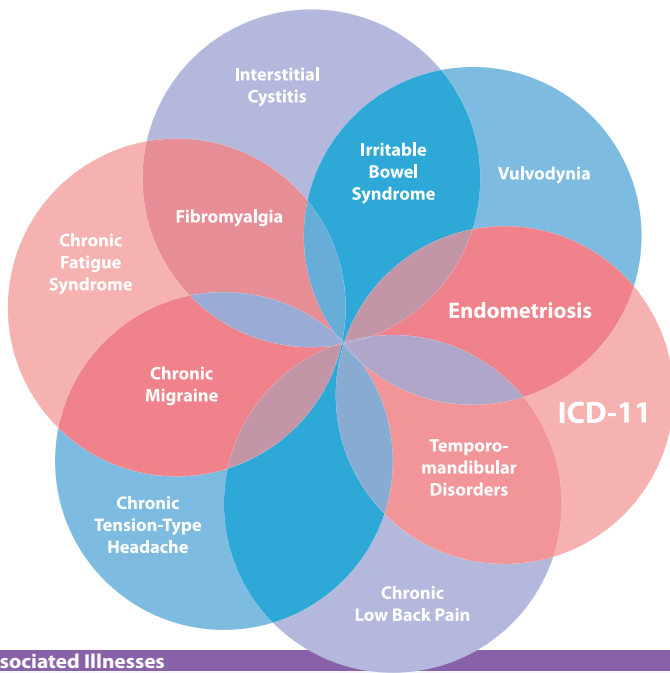 Interstitial
Cystitis
Irritable
Bowel
Syndrome
Vulvodynia
Fibromyalgia
Chronic
Fatigue
Syndrome
Endometriosis
Chronic
Migraine
ICD-11
Temporo-
mandibular
Disorders
Chronic
Tension-Type
Headache
Chronic
Low Back Pain
sociated Illnesses